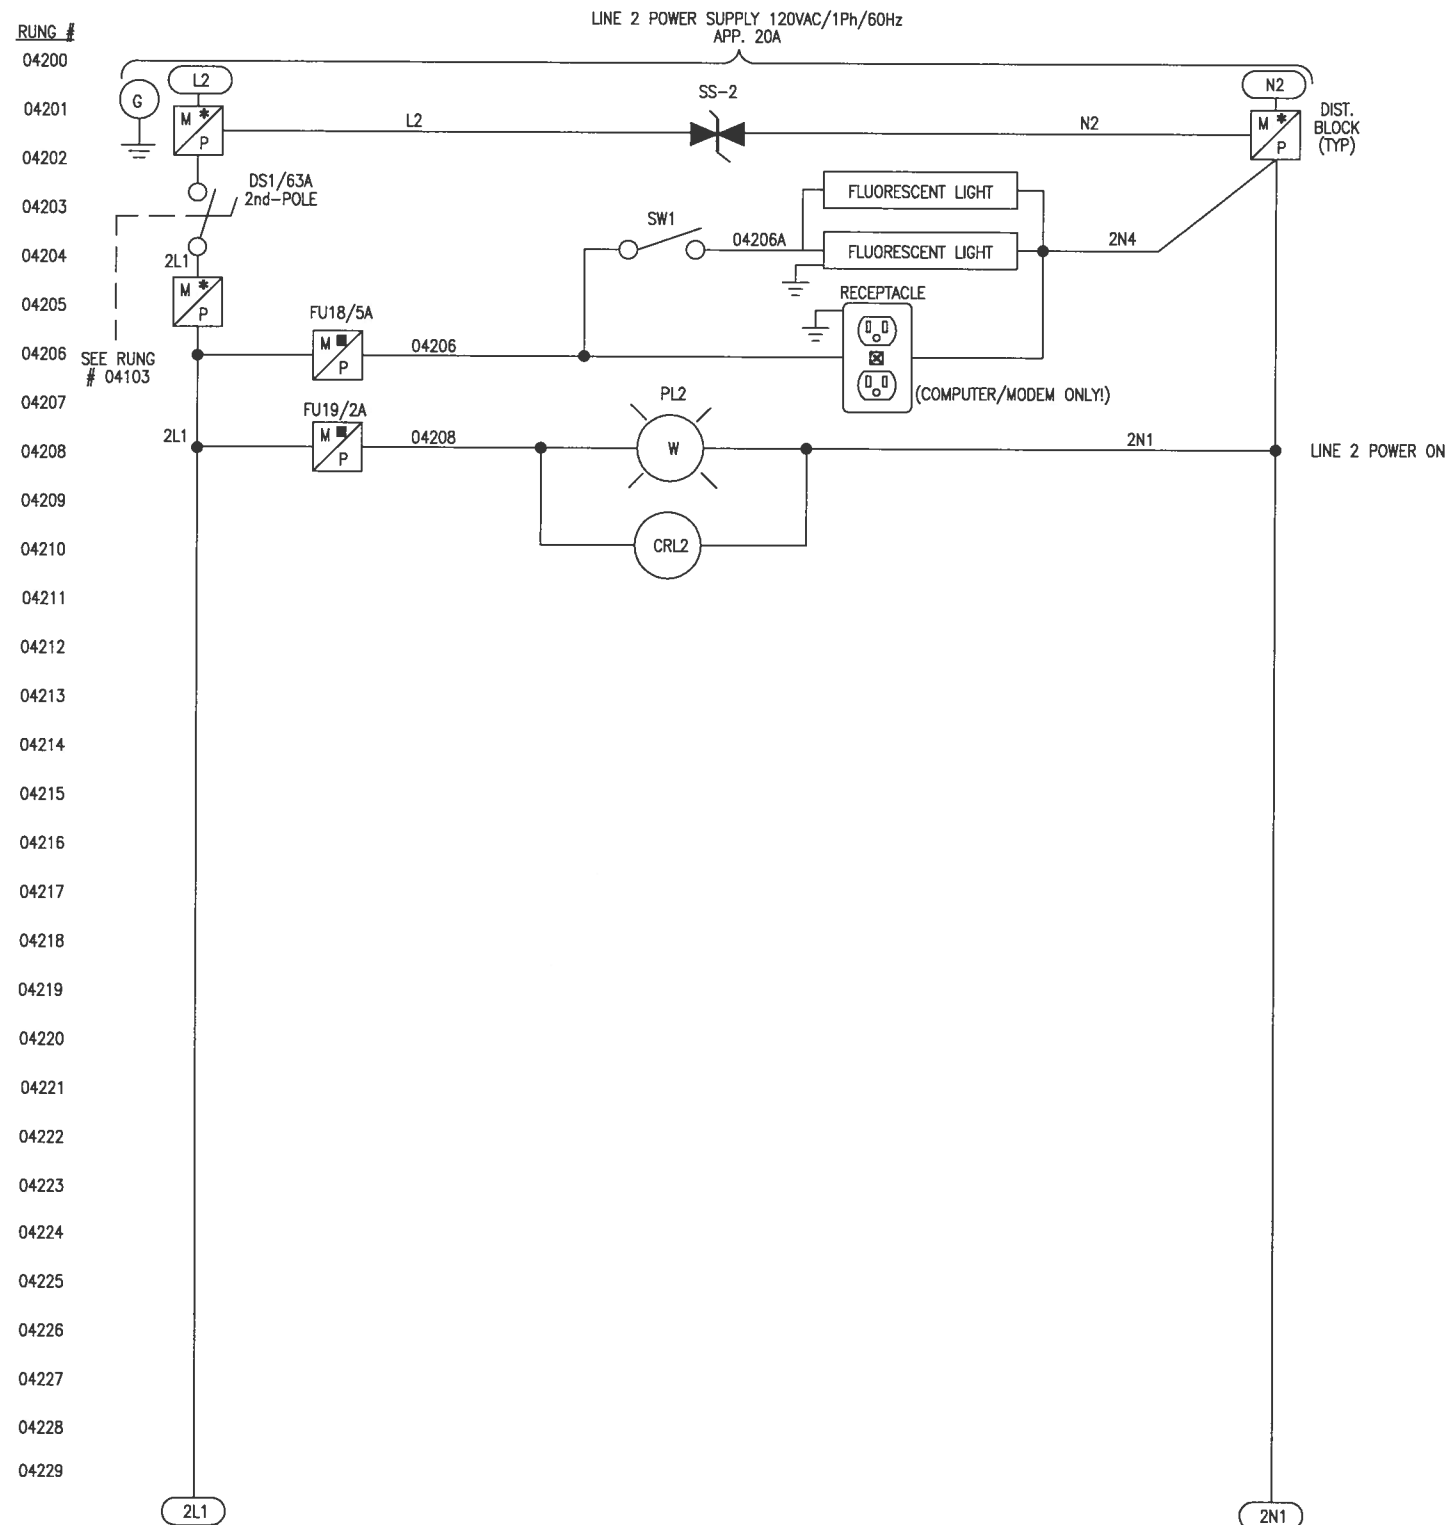 LINE 2 POWER SUPPLY 120VAC/1Ph/60Hz
APP. 20A
RUNG #
04200
L2
N2
G
04201
M *
P
L2
SS-2
N2
M *
P
DIST.
BLOCK
(TYP)
04202
DS1/63A
2nd-POLE
04203
FLUORESCENT LIGHT
SW1
04206A
04204
FLUORESCENT LIGHT
2N4
2L1
04205
M *
P
RECEPTACLE
FU18/5A
04206
SEE RUNG
# 04103
M
P
04206
04207
(COMPUTER/MODEM ONLY!)
FU19/2A
PL2
04208
2L1
M
P
04208
W
2N1
LINE 2 POWER ON
04209
04210
CRL2
04211
04212
04213
04214
04215
04216
04217
04218
04219
04220
04221
04222
04223
04224
04225
04226
04227
04228
04229
2L1
2N1